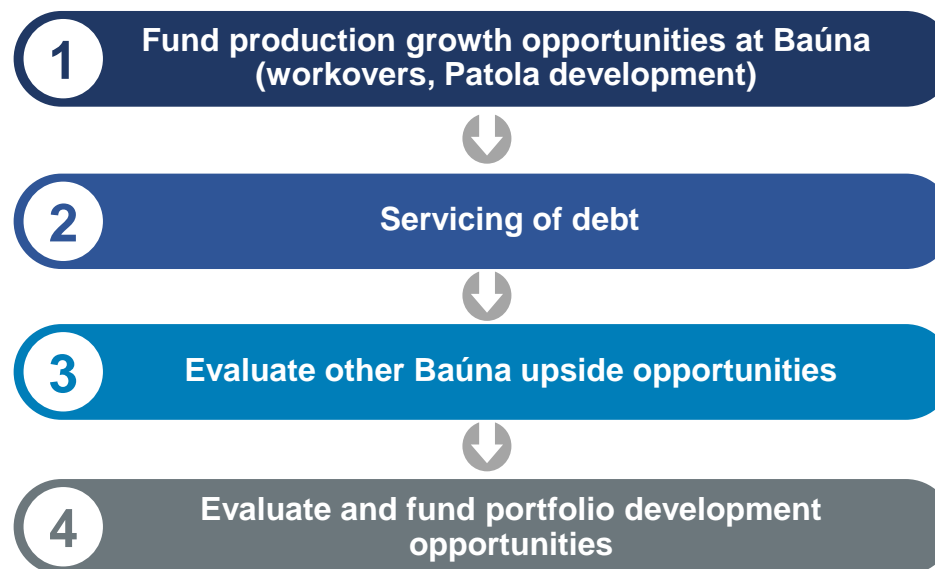 1
Fund production growth opportunities at Baúna
(workovers, Patola development)
2
Servicing of debt
3
Evaluate other Baúna upside opportunities
4
Evaluate and fund portfolio development
opportunities